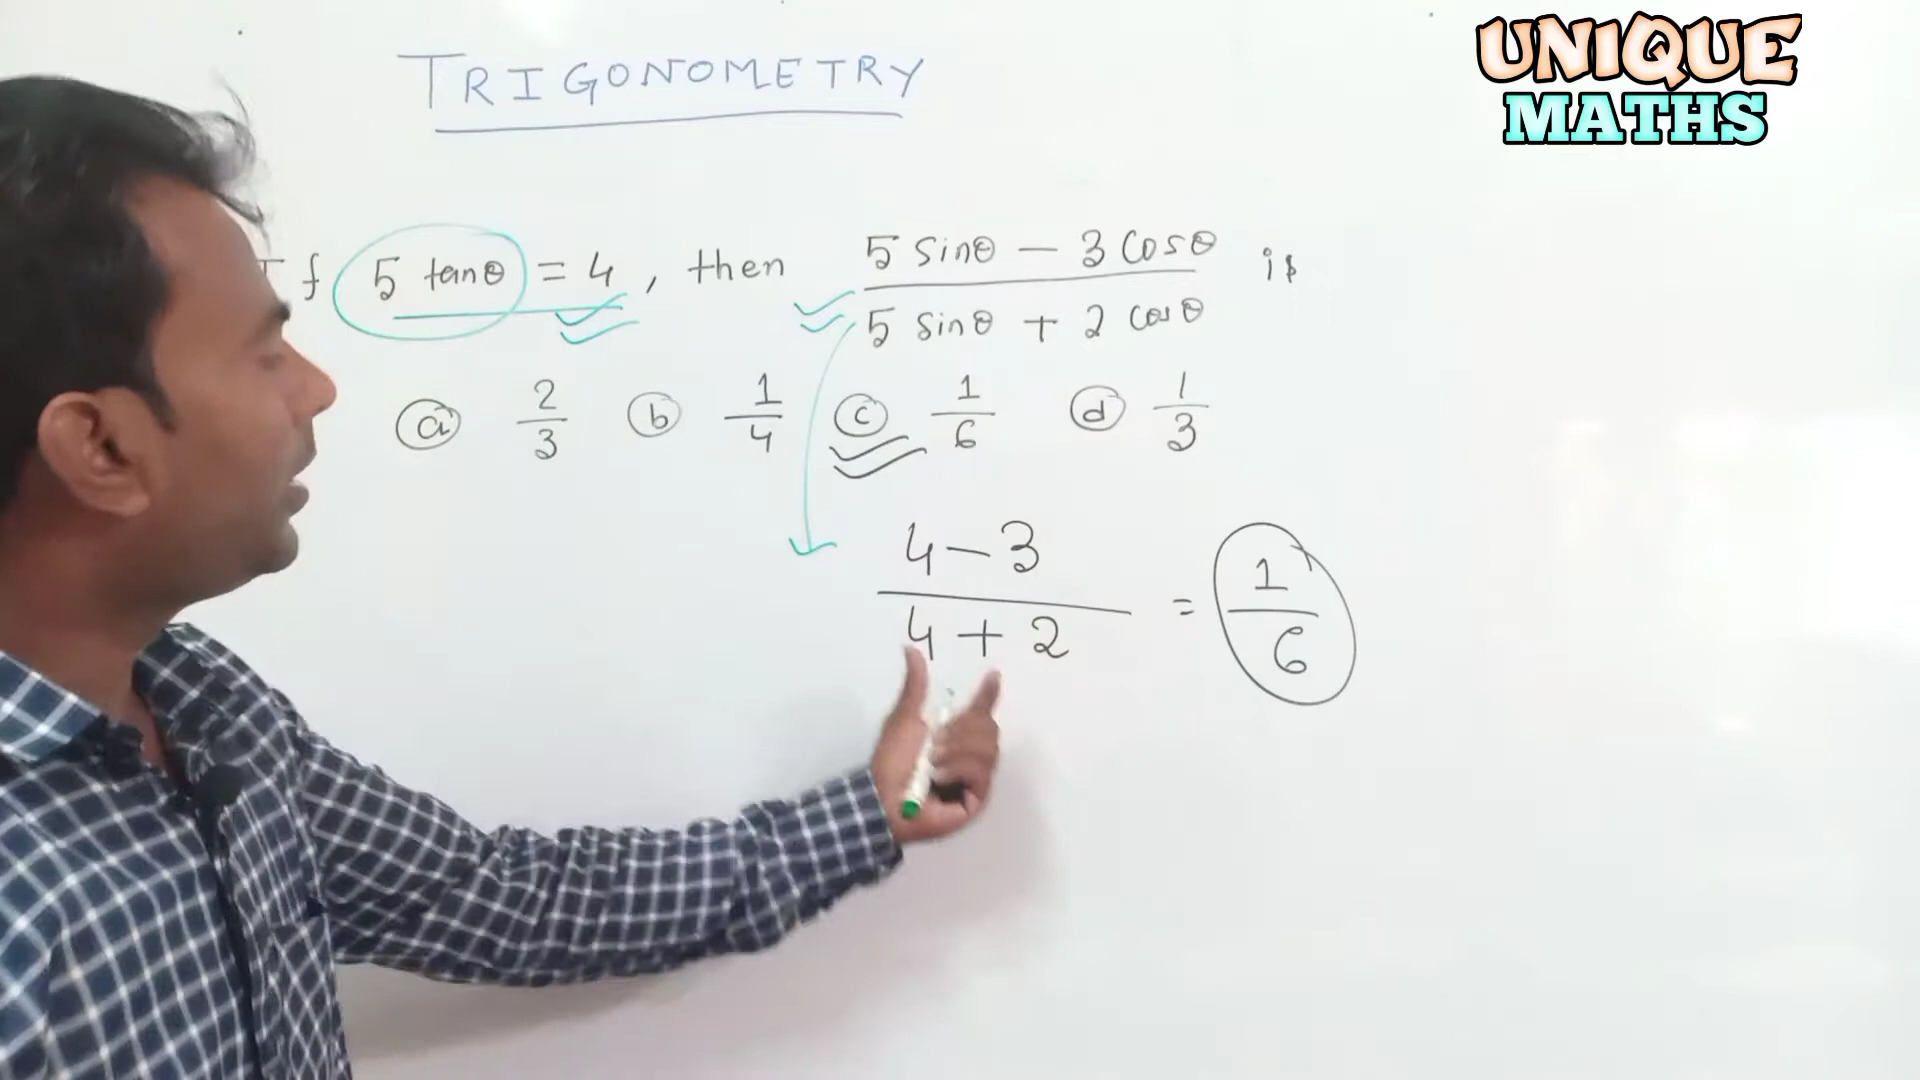 UNIQUE
MATHS
TRIGONOMETRY
If 5 tanθ = 4, then (5 sinθ − 3 cosθ)/(5 sinθ + 2 cosθ) is
ⓐ 2/3 ⓑ 1/4 ⓒ 1/6 ⓓ 1/3
(4 − 3)/(4 + 2) = 1/6